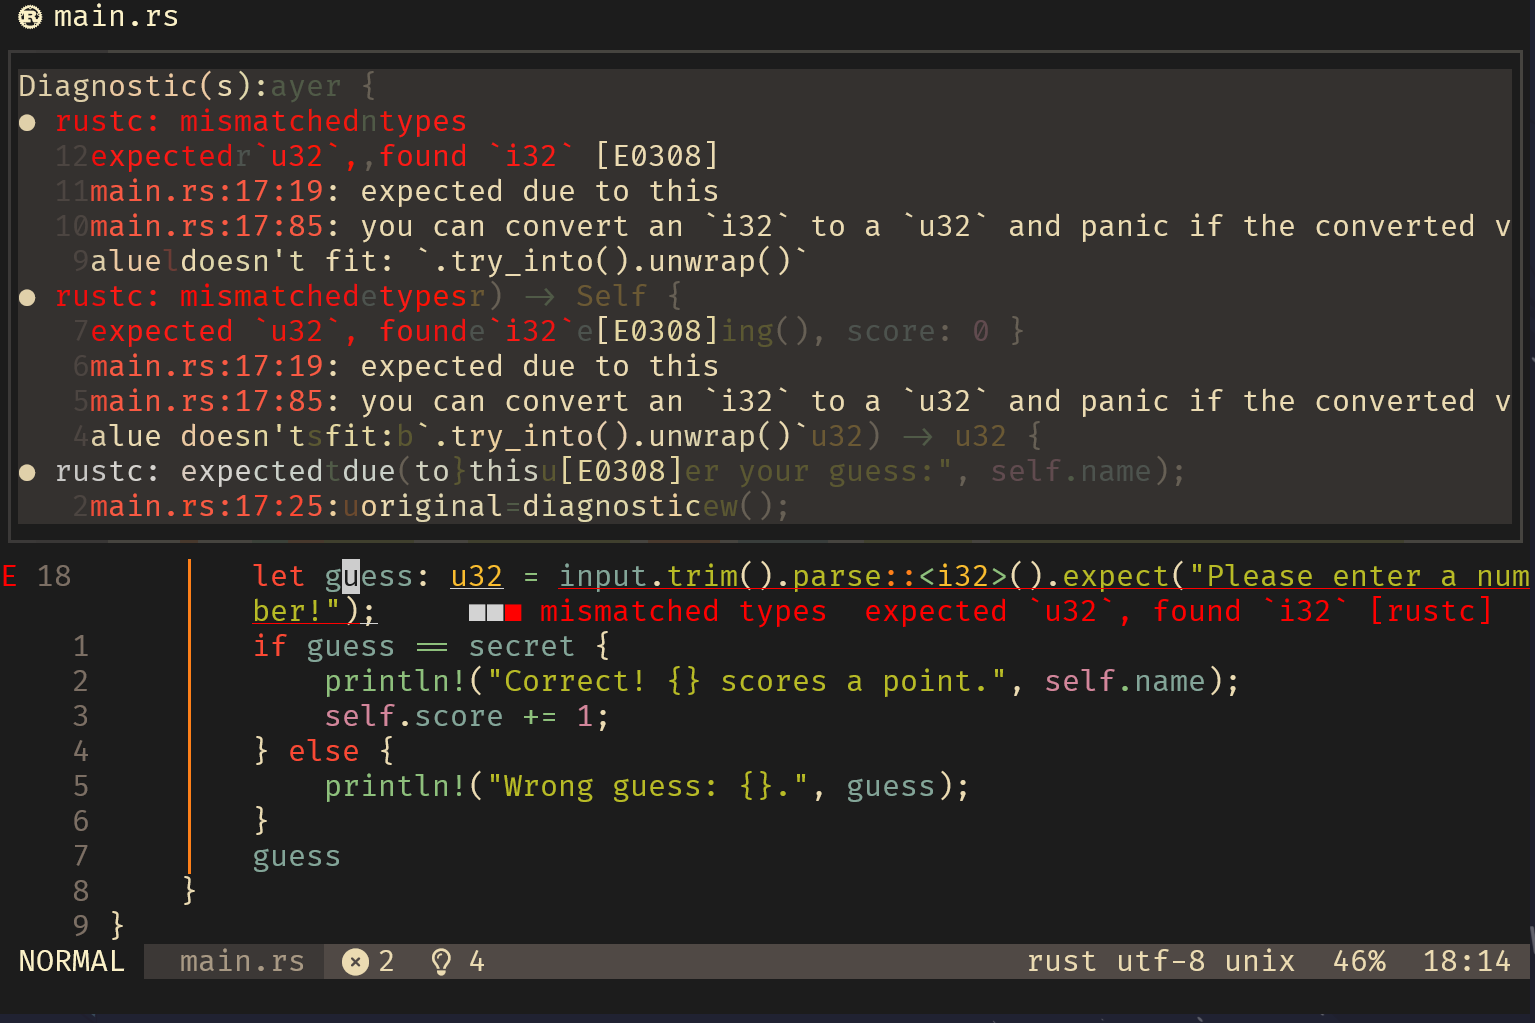 main.rs
Diagnostic(s):ayer {
● rustc: mismatchedntypes
12expectedr`u32`,,found `i32` [E0308]
11main.rs:17:19: expected due to this
10main.rs:17:85: you can convert an `i32` to a `u32` and panic if the converted v
9alueldoesn't fit: `.try_into().unwrap()`
● rustc: mismatchedetypesr) -> Self {
7expected `u32`, founde`i32`e[E0308]ing(), score: 0 }
6main.rs:17:19: expected due to this
5main.rs:17:85: you can convert an `i32` to a `u32` and panic if the converted v
4alue doesn'tsfit:b`.try_into().unwrap()`u32) -> u32 {
● rustc: expectedtdue(to}thisu[E0308]er your guess:", self.name);
2main.rs:17:25:uoriginal=diagnosticew();
E 18 let guess: u32 = input.trim().parse::<i32>().expect("Please enter a num
ber!"); ■■■ mismatched types  expected `u32`, found `i32` [rustc]
1 if guess == secret {
2 println!("Correct! {} scores a point.", self.name);
3 self.score += 1;
4 } else {
5 println!("Wrong guess: {}.", guess);
6 }
7 guess
8 }
9 }
NORMAL main.rs 2 4 rust utf-8 unix 46% 18:14